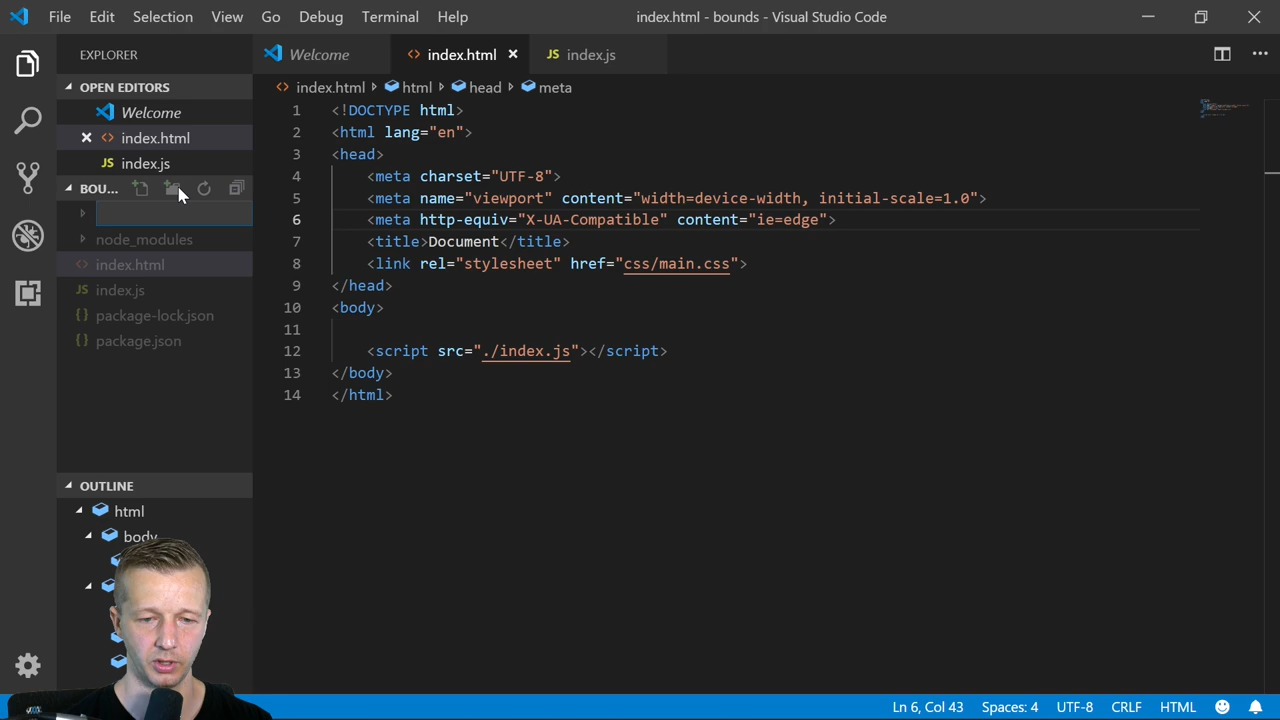 File Edit Selection View Go Debug Terminal Help index.html - bounds - Visual Studio Code
EXPLORER
Welcome index.html index.js
OPEN EDITORS
Welcome
index.html
JS index.js
BOU...
node_modules
index.html
JS index.js
{} package-lock.json
{} package.json
OUTLINE
html
body
index.html html head meta
1 <!DOCTYPE html>
2 <html lang="en">
3 <head>
4 <meta charset="UTF-8">
5 <meta name="viewport" content="width=device-width, initial-scale=1.0">
6 <meta http-equiv="X-UA-Compatible" content="ie=edge">
7 <title>Document</title>
8 <link rel="stylesheet" href="css/main.css">
9 </head>
10 <body>
11
12 <script src="./index.js"></script>
13 </body>
14 </html>
Ln 6, Col 43 Spaces: 4 UTF-8 CRLF HTML